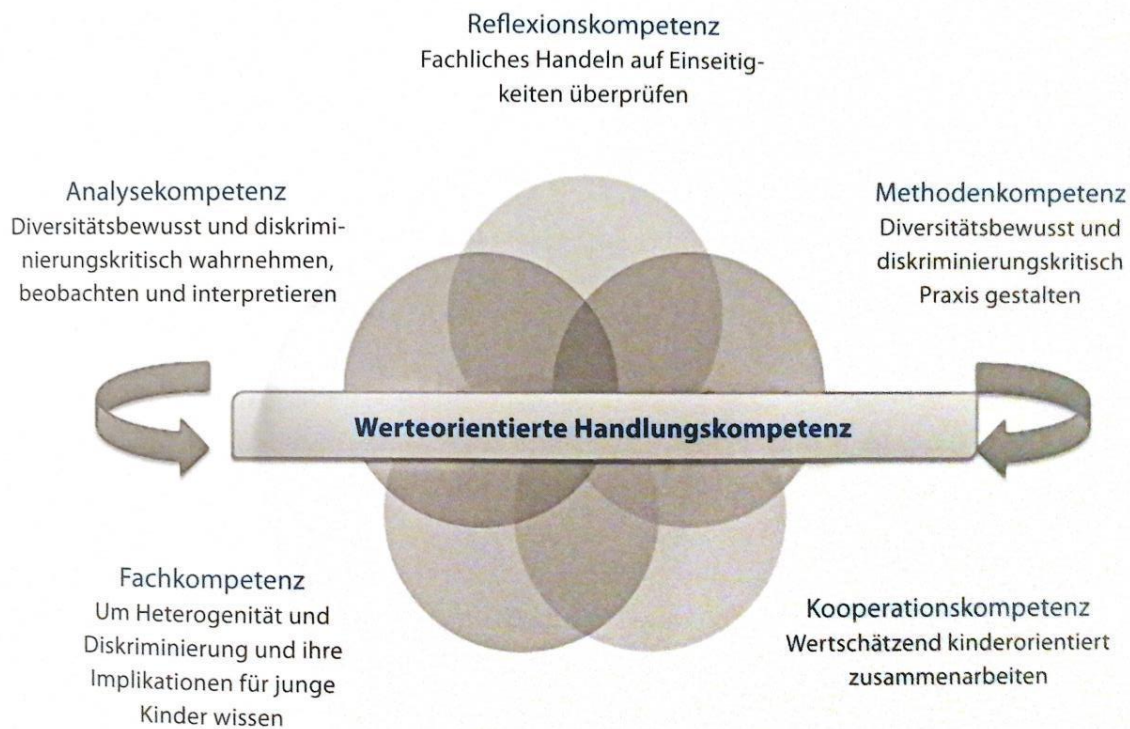 Reflexionskompetenz
Fachliches Handeln auf Einseitig-
keiten überprüfen
Analysekompetenz
Diversitätsbewusst und diskrimi-
nierungskritisch wahrnehmen,
beobachten und interpretieren
Methodenkompetenz
Diversitätsbewusst und
diskriminierungskritisch
Praxis gestalten
Werteorientierte Handlungskompetenz
Fachkompetenz
Um Heterogenität und
Diskriminierung und ihre
Implikationen für junge
Kinder wissen
Kooperationskompetenz
Wertschätzend kinderorientiert
zusammenarbeiten